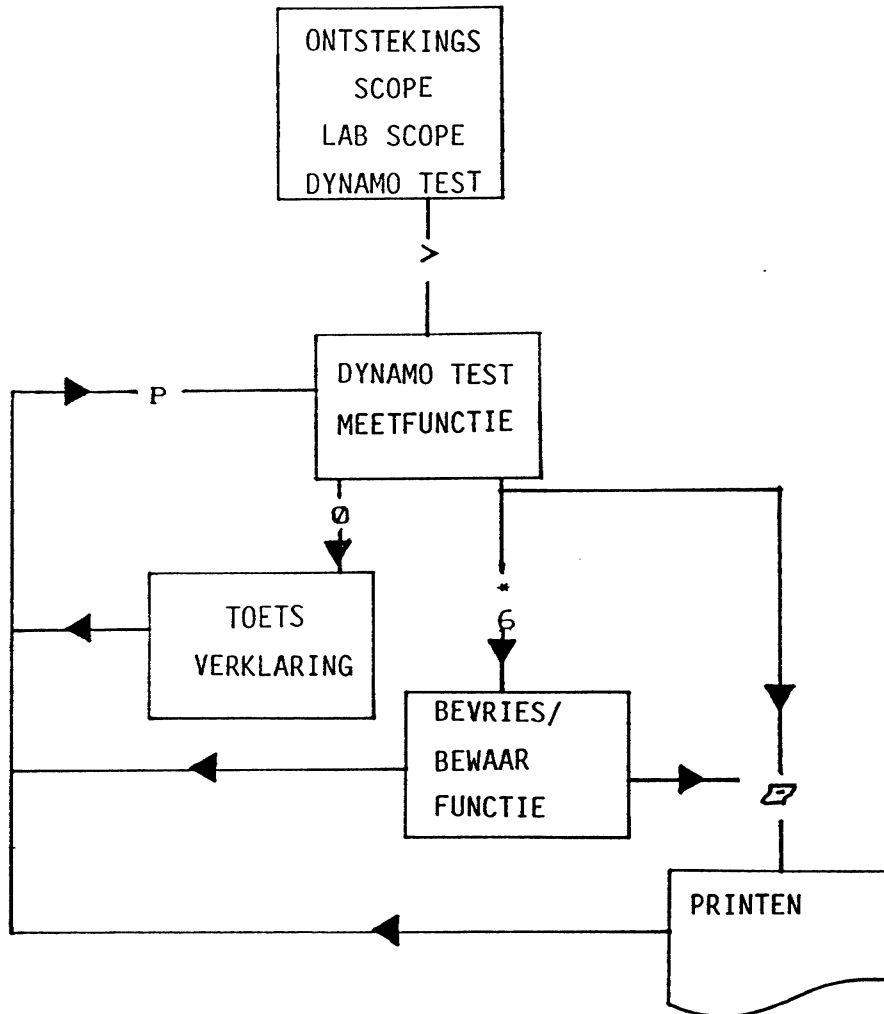 ONTSTEKINGS
SCOPE
LAB SCOPE
DYNAMO TEST
>
P
DYNAMO TEST
MEETFUNCTIE
Ø
*
6
TOETS
VERKLARING
BEVRIES/
BEWAAR
FUNCTIE
PRINTEN